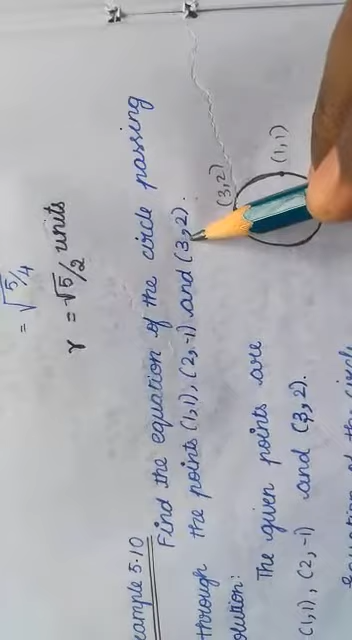 = √5/4
r = √5/2 units
ample 5.10
Find the equation of the circle passing
through the points (1,1), (2,-1) and (3,2).
(3,2)
(1,1)
olution:
The given points are
(1,1), (2,-1) and (3,2).